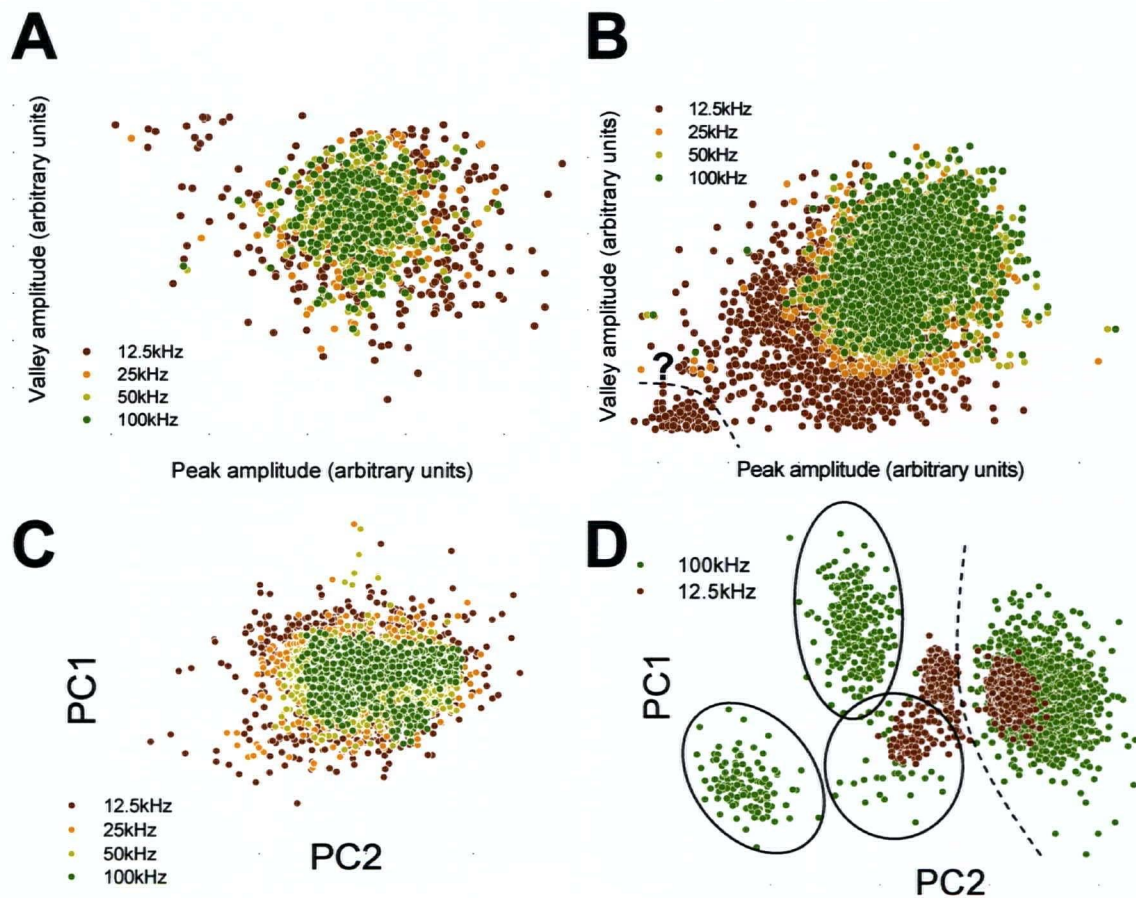 A
Valley amplitude (arbitrary units)
12.5kHz
25kHz
50kHz
100kHz
Peak amplitude (arbitrary units)
B
Valley amplitude (arbitrary units)
12.5kHz
25kHz
50kHz
100kHz
?
Peak amplitude (arbitrary units)
C
PC1
12.5kHz
25kHz
50kHz
100kHz
PC2
D
100kHz
12.5kHz
PC1
PC2